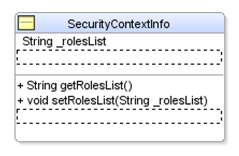 SecurityContextInfo
String _rolesList
+ String getRolesList()
+ void setRolesList(String _rolesList)